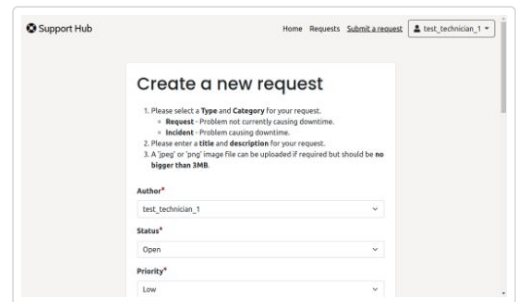 Support Hub
Home Requests Submit a request test_technician_1
Create a new request
1. Please select a Type and Category for your request.
Request - Problem not currently causing downtime.
Incident - Problem causing downtime.
2. Please enter a title and description for your request.
3. A 'jpeg' or 'png' image file can be uploaded if required but should be no
bigger than 3MB.
Author*
test_technician_1
Status*
Open
Priority*
Low